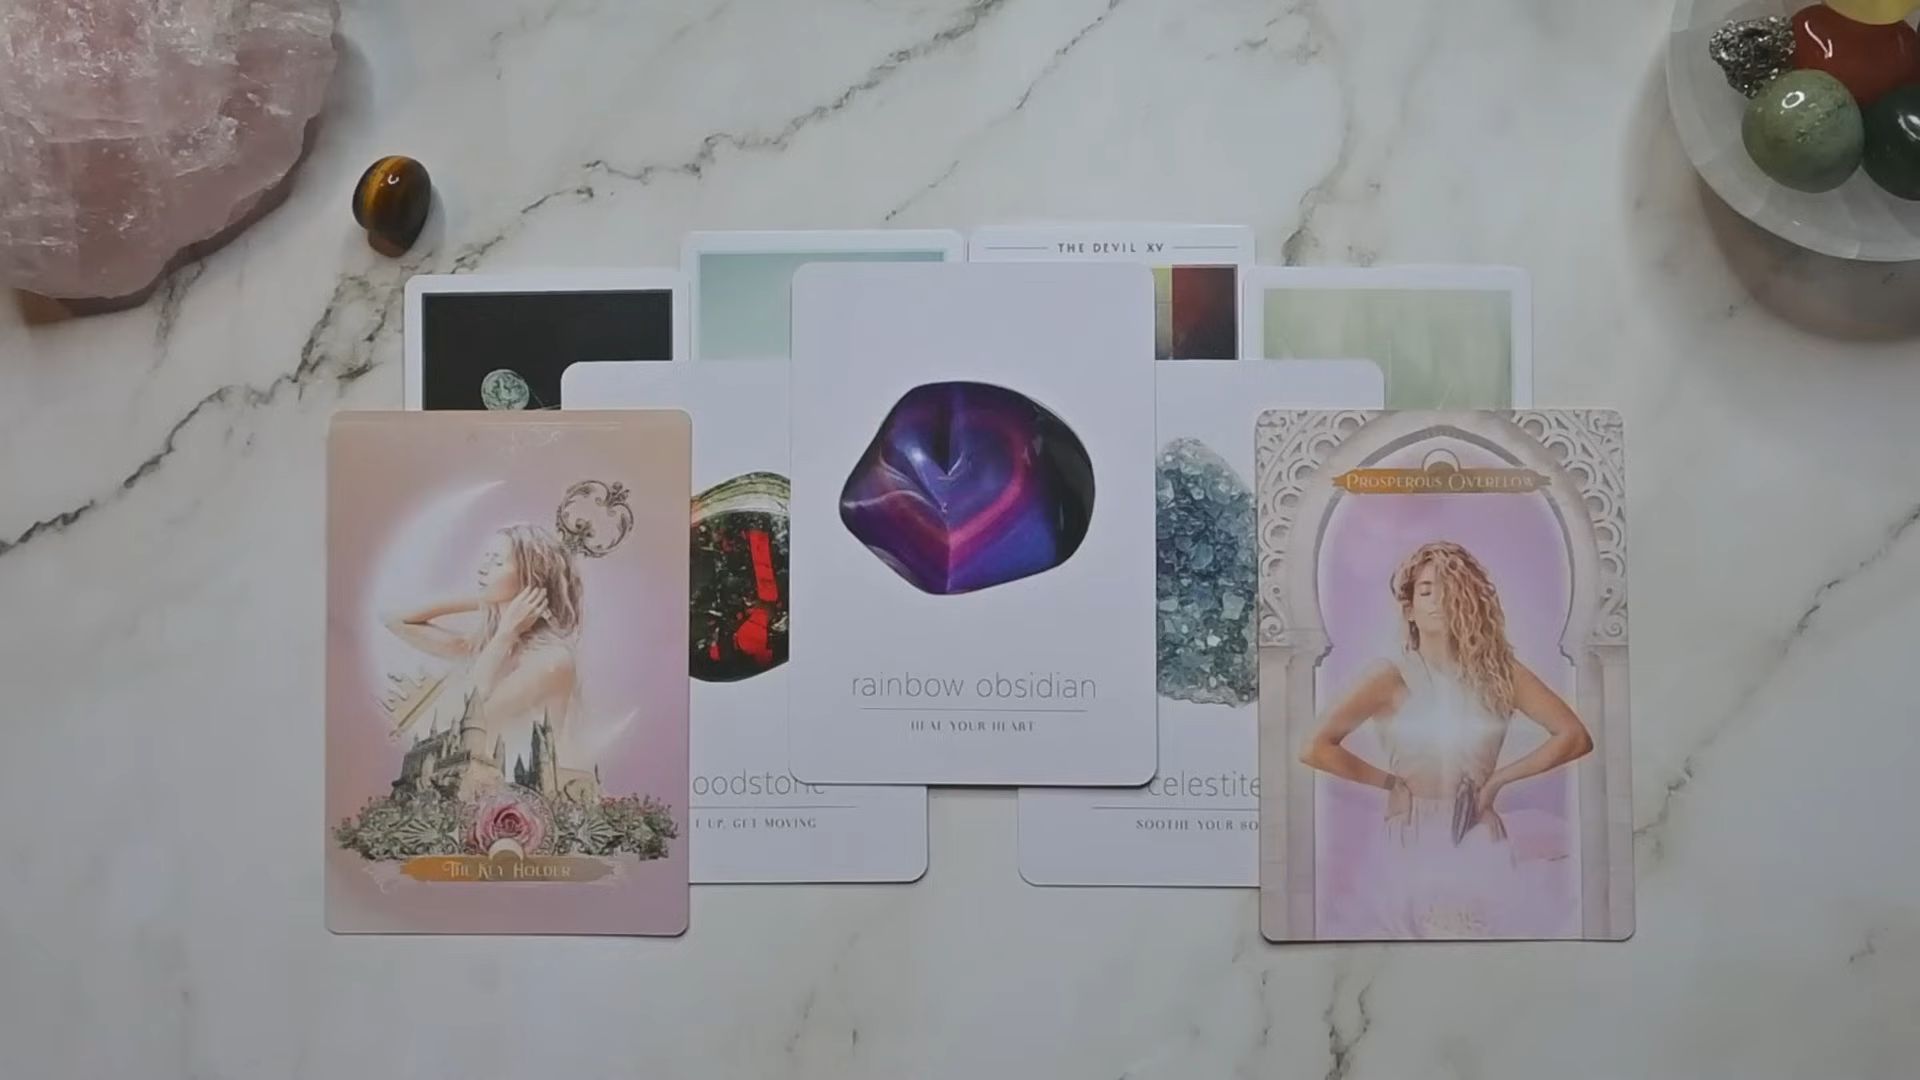 THE DEVIL XV
PROSPEROUS OVERFLOW
rainbow obsidian
HEAL YOUR HEART
oodstone
celestite
T UP, GET MOVING
SOOTHE YOUR
THE KEY HOLDER